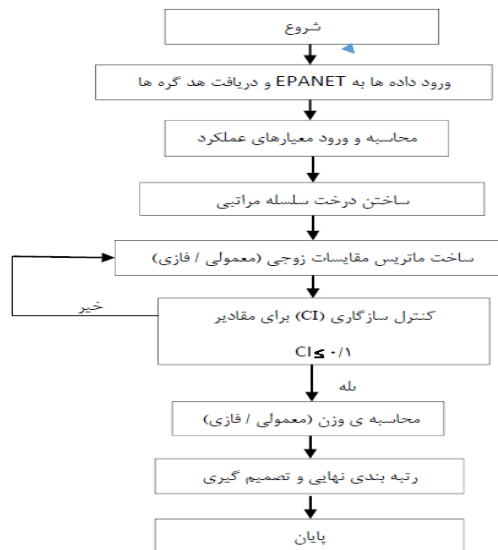 شروع
ورود داده ها به EPANET و دریافت هد گره ها
محاسبه و ورود معیارهای عملکرد
ساختن درخت سلسله مراتبی
ساخت ماتریس مقایسات زوجی (معمولی / فازی)
خیر
کنترل سازگاری (CI) برای مقادیر
CI≤ ۰/۱
بله
محاسبه ی وزن (معمولی / فازی)
رتبه بندی نهایی و تصمیم گیری
پایان